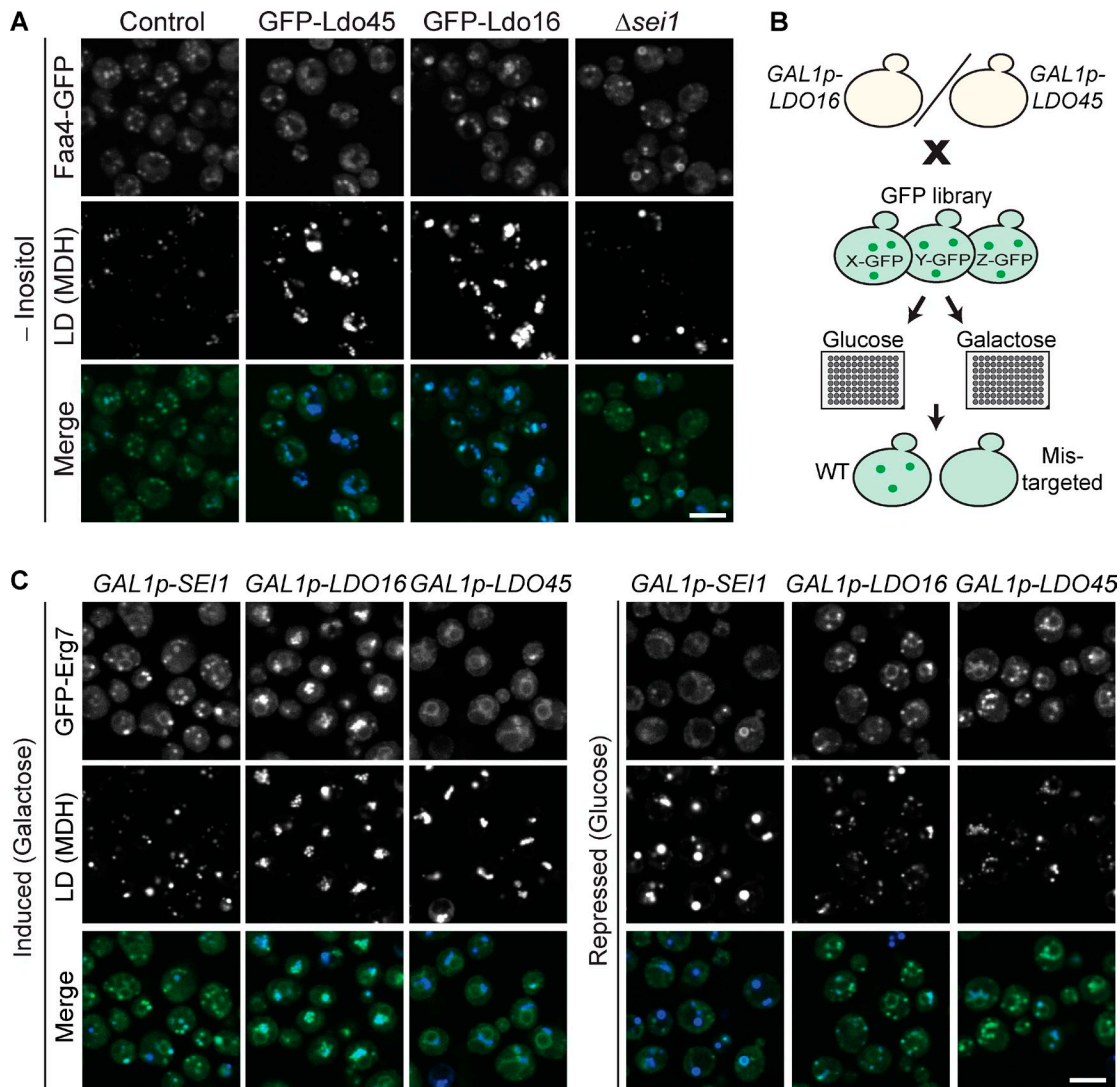 A
Control
GFP-Ldo45
GFP-Ldo16
Δsei1
– Inositol
Faa4-GFP
LD (MDH)
Merge
B
GAL1p-
LDO16
GAL1p-
LDO45
X
GFP library
X-GFP
Y-GFP
Z-GFP
Glucose
Galactose
WT
Mis-
targeted
C
GAL1p-SEI1
GAL1p-LDO16
GAL1p-LDO45
GAL1p-SEI1
GAL1p-LDO16
GAL1p-LDO45
Induced (Galactose)
GFP-Erg7
LD (MDH)
Merge
Repressed (Glucose)